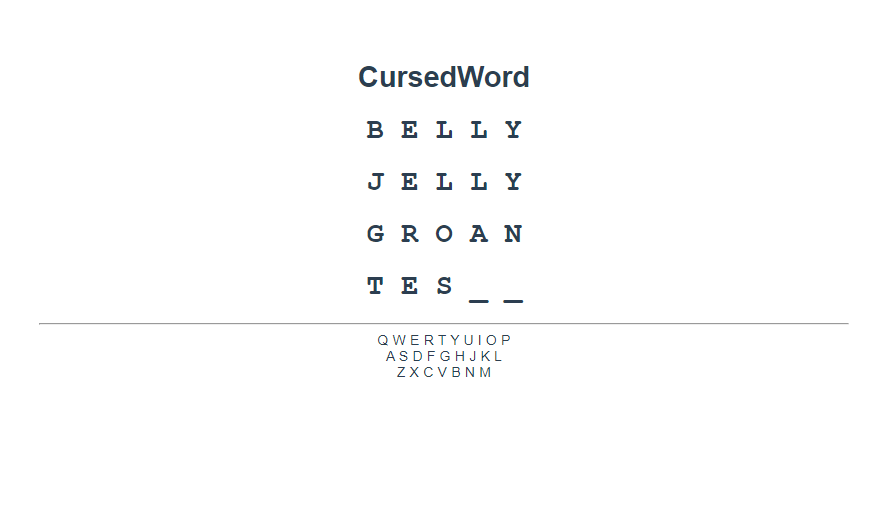 CursedWord
B E L L Y
J E L L Y
G R O A N
T E S _ _
Q W E R T Y U I O P
A S D F G H J K L
Z X C V B N M